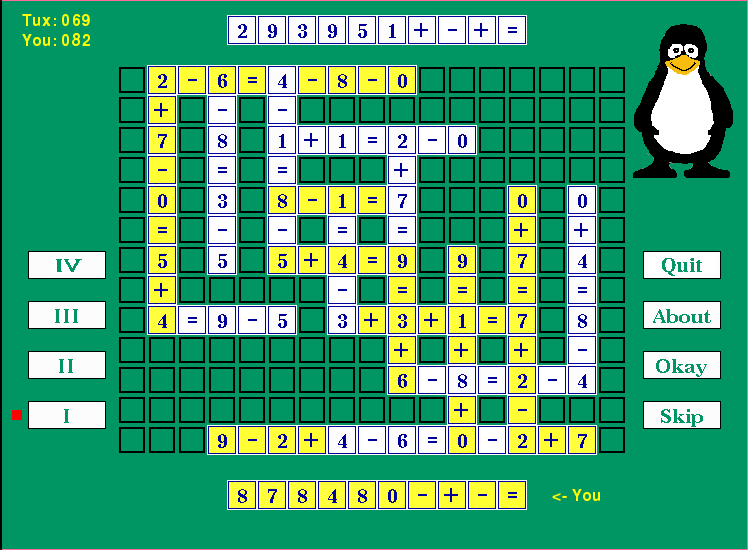 Tux:069
You:082
2 9 3 9 5 1 + - + =
2 - 6 = 4 - 8 - 0
+ - -
7 8 1 + 1 = 2 - 0
- = = +
0 3 8 - 1 = 7 0 0
= - - = = + +
5 5 5 + 4 = 9 9 7 4
+ - = = = =
4 = 9 - 5 3 + 3 + 1 = 7 8
+ + + -
6 - 8 = 2 - 4
+ -
9 - 2 + 4 - 6 = 0 - 2 + 7
IV
III
II
I
Quit
About
Okay
Skip
8 7 8 4 8 0 - + - =
<- You